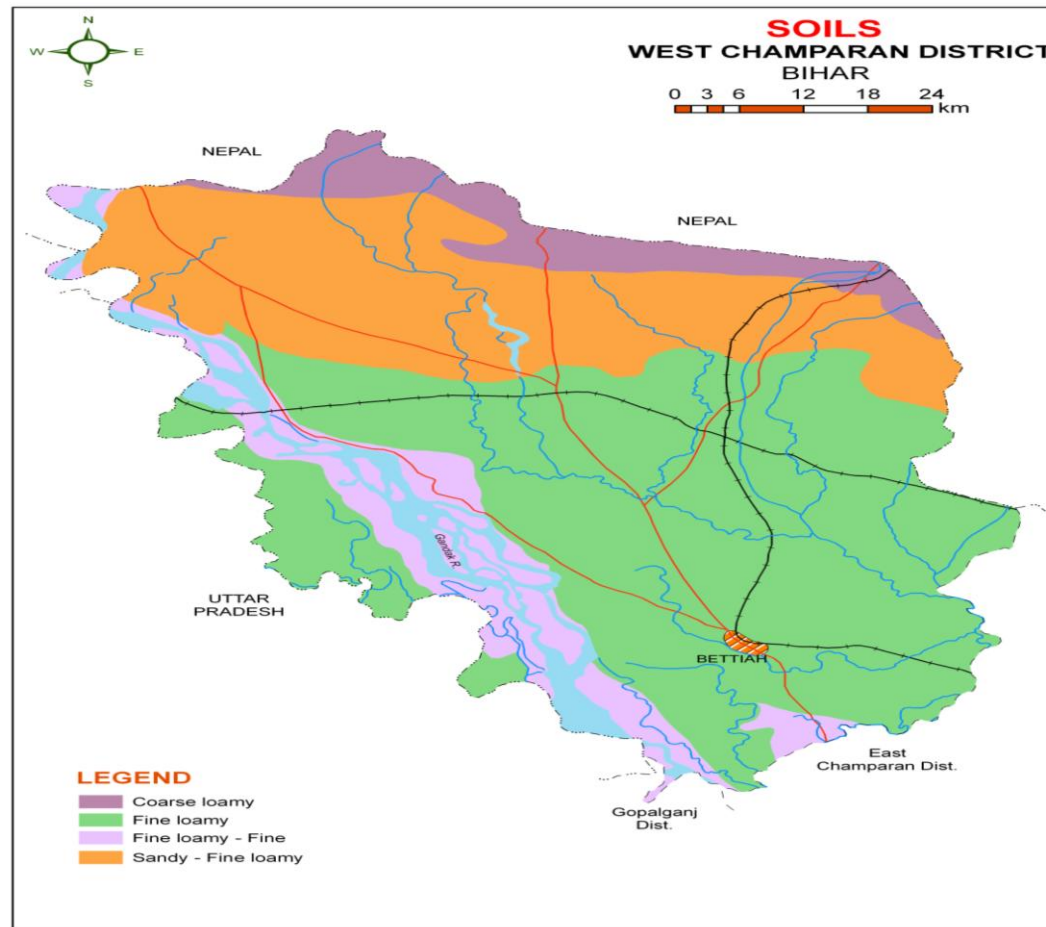 N
W E
S
SOILS
WEST CHAMPARAN DISTRICT
BIHAR
0 3 6 12 18 24
km
NEPAL
NEPAL
Gandak R.
UTTAR
PRADESH
BETTIAH
East
Champaran Dist.
Gopalganj
Dist.
LEGEND
Coarse loamy
Fine loamy
Fine loamy - Fine
Sandy - Fine loamy